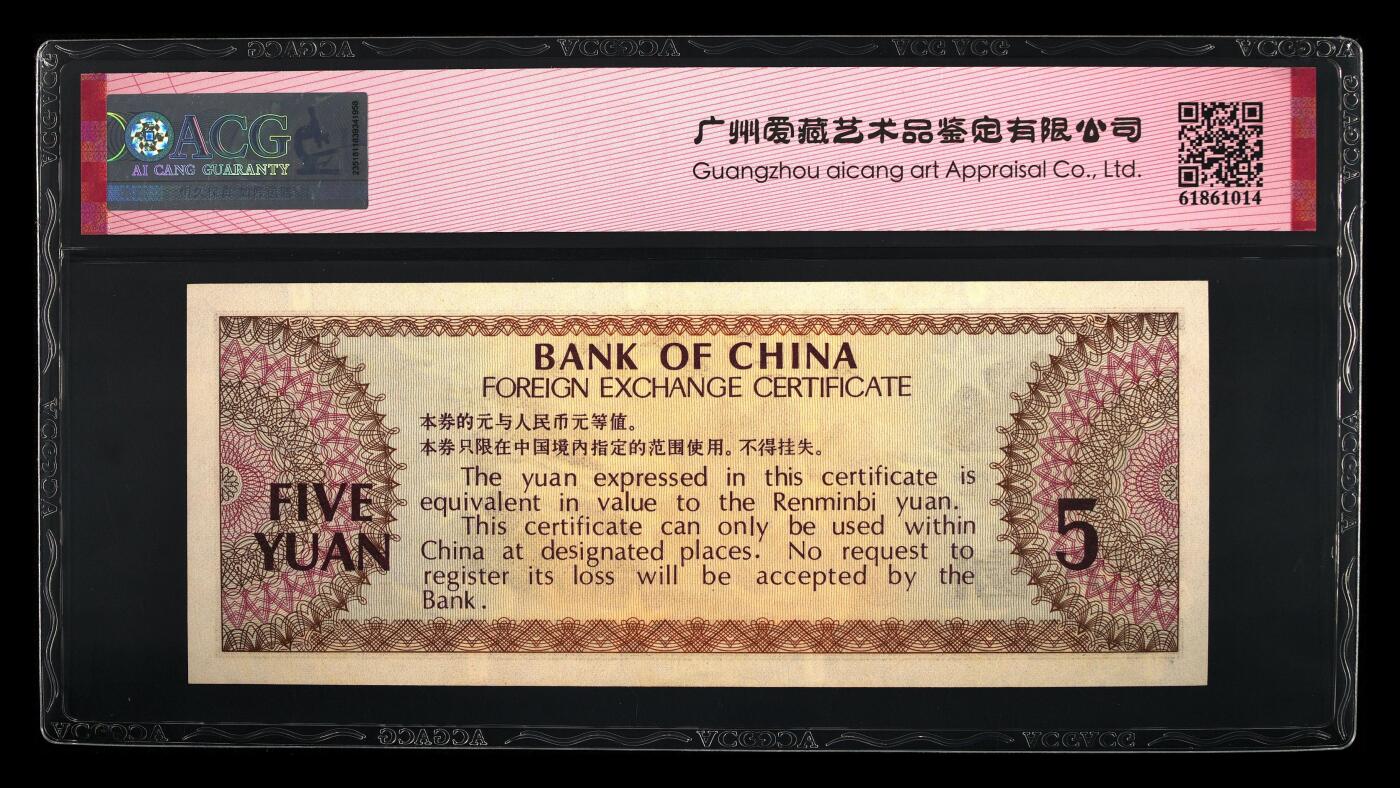 ACG
AI CANG GUARANTY
广州爱藏艺术品鉴定有限公司
Guangzhou aicang art Appraisal Co., Ltd.
61861014
BANK OF CHINA
FOREIGN EXCHANGE CERTIFICATE
本券的元与人民币元等值。
本券只限在中国境内指定的范围使用。不得挂失。
The yuan expressed in this certificate is
equivalent in value to the Renminbi yuan.
This certificate can only be used within
China at designated places. No request to
register its loss will be accepted by the
Bank.
FIVE
YUAN
5